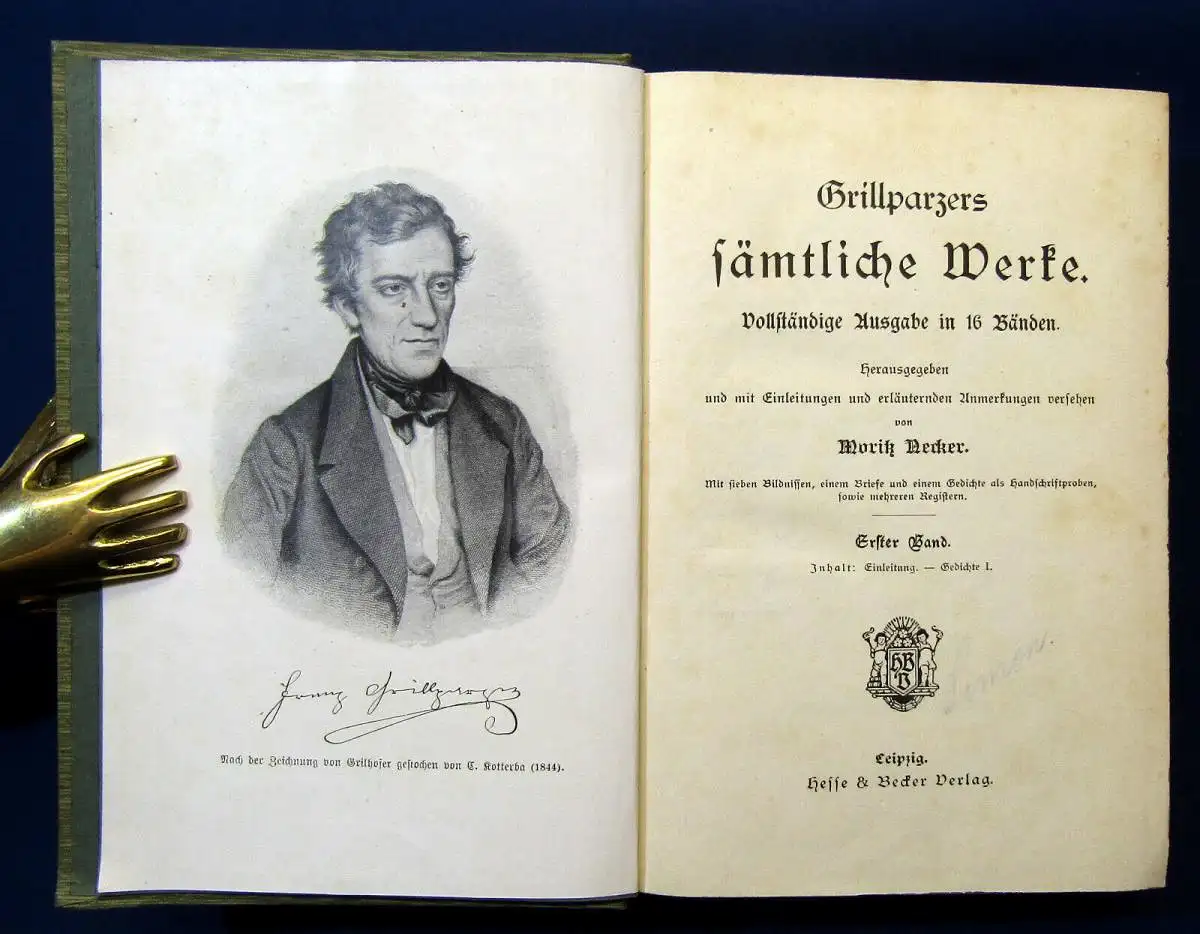 Franz Grillparzer
Nach der Zeichnung von Grilhofer gestochen von C. Kotterba (1844).
Grillparzers
sämtliche Werke.
Vollständige Ausgabe in 16 Bänden.
Herausgegeben
und mit Einleitungen und erläuternden Anmerkungen versehen
von
Moritz Necker.
Mit sieben Bildnissen, einem Briefe und einem Gedichte als Handschriftproben,
sowie mehreren Registern.
Erster Band.
Inhalt: Einleitung. — Gedichte I.
HB
V
Leipzig.
Hesse & Becker Verlag.